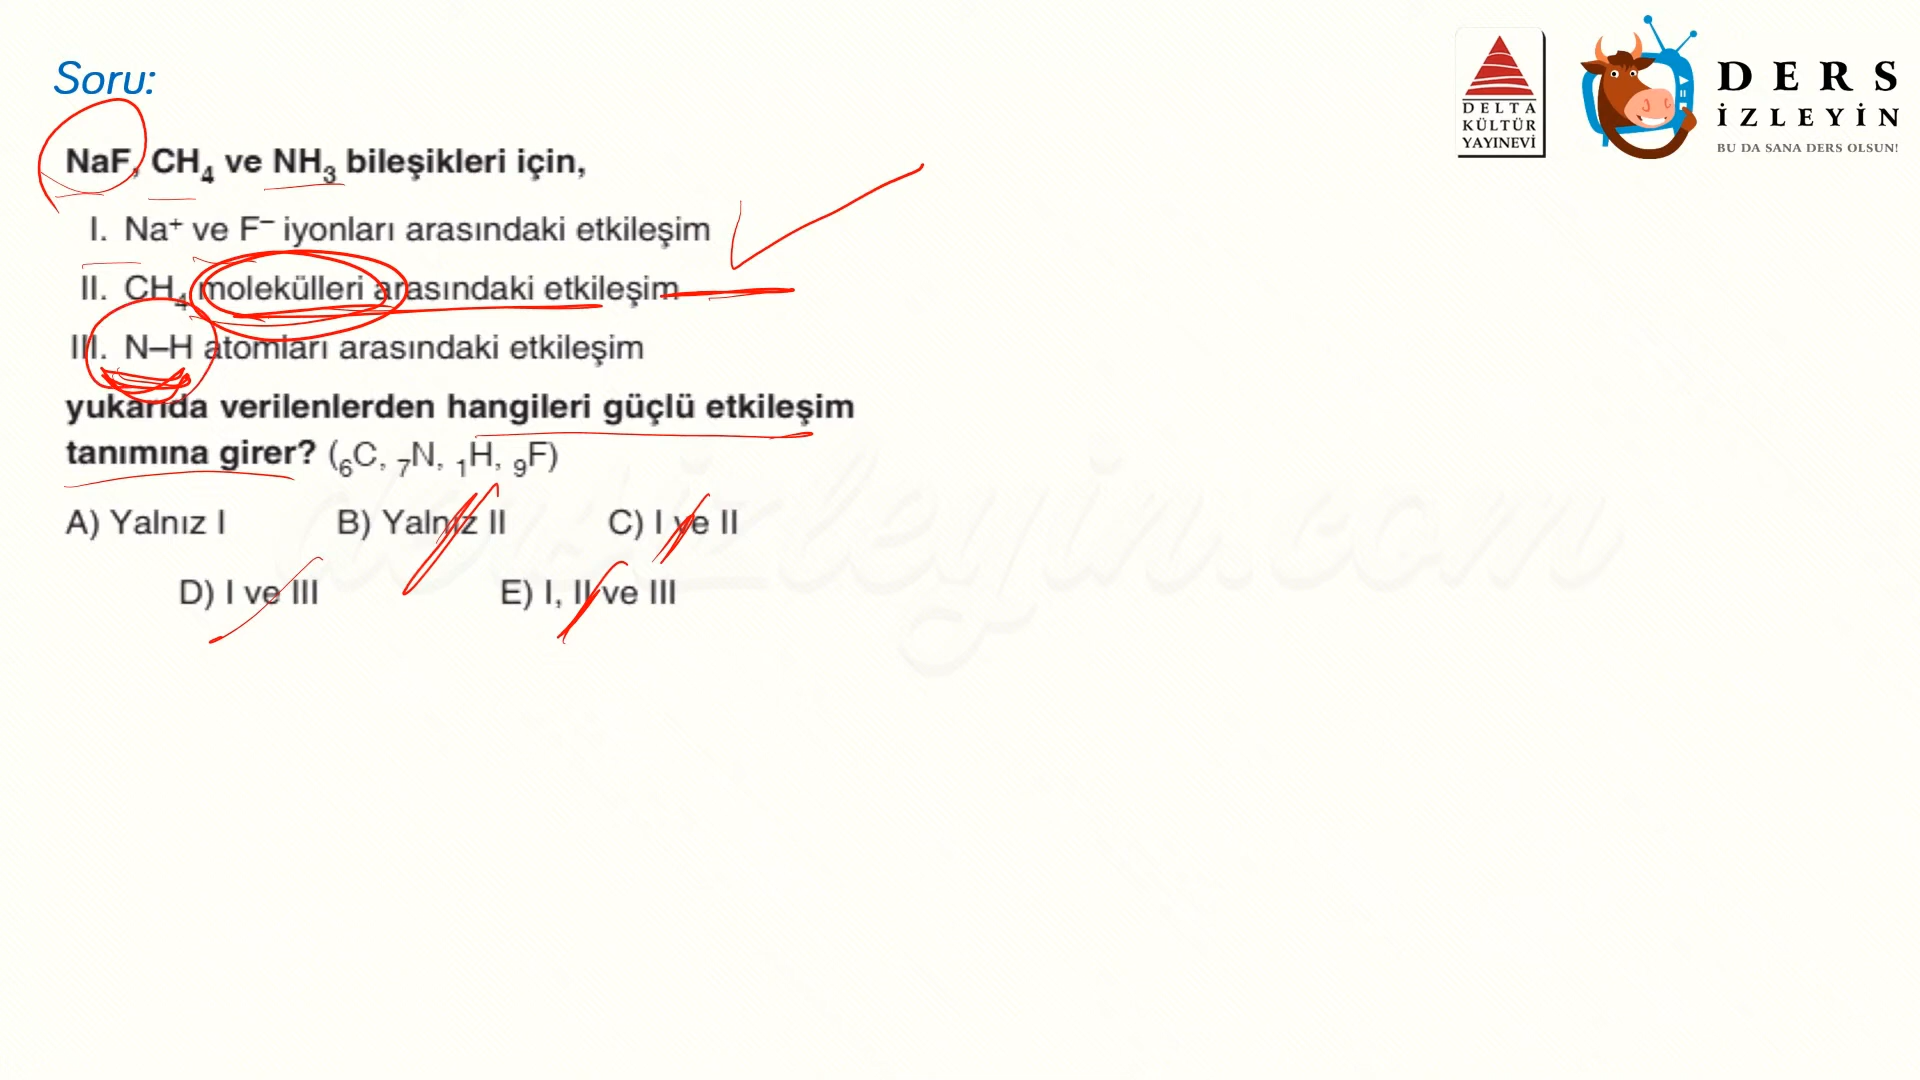 Soru:
NaF, CH₄ ve NH₃ bileşikleri için,
I. Na⁺ ve F⁻ iyonları arasındaki etkileşim
II. CH₄ molekülleri arasındaki etkileşim
III. N–H atomları arasındaki etkileşim
yukarıda verilenlerden hangileri güçlü etkileşim
tanımına girer? (₆C, ₇N, ₁H, ₉F)
A) Yalnız I B) Yalnız II C) I ve II
D) I ve III E) I, II ve III
DELTA
KÜLTÜR
YAYINEVİ
DERS
İZLEYİN
BU DA SANA DERS OLSUN!
dersizleyin.com